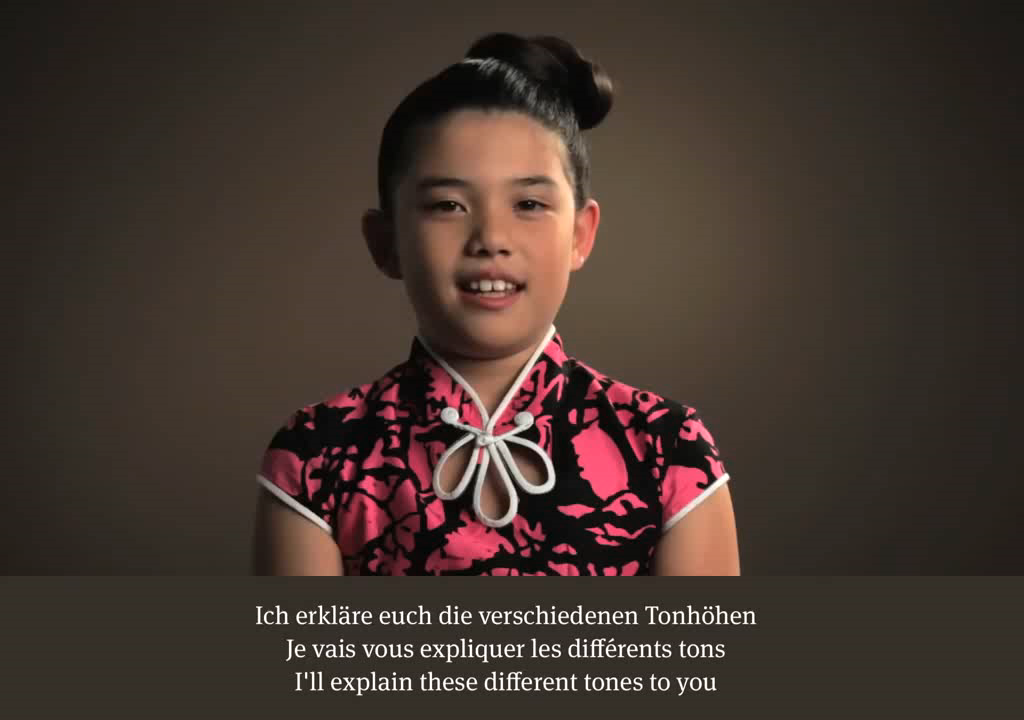 Ich erkläre euch die verschiedenen Tonhöhen
Je vais vous expliquer les différents tons
I'll explain these different tones to you